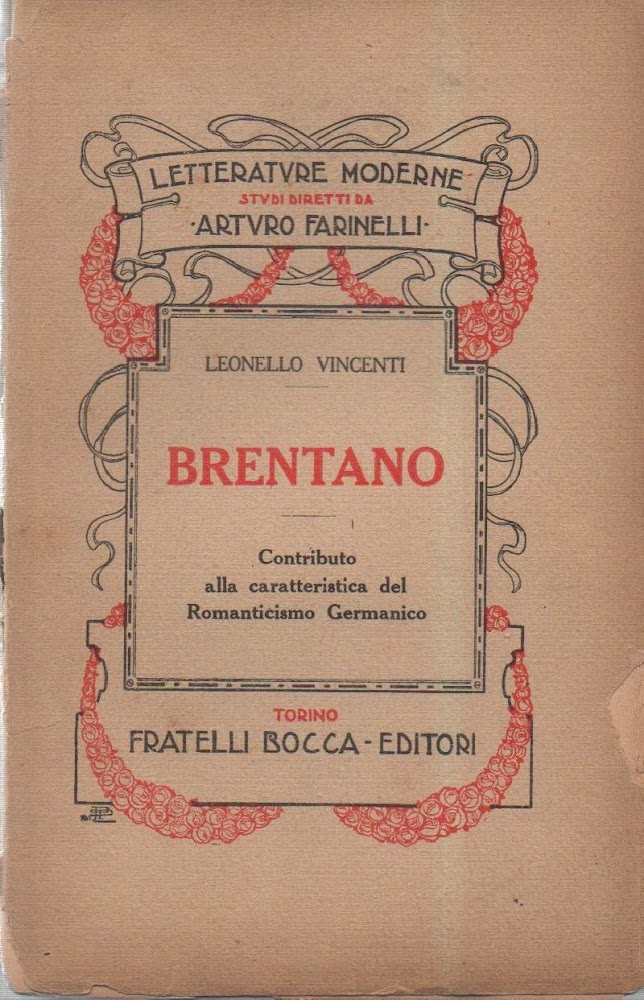 LETTERATVRE MODERNE
STVDI DIRETTI DA
·ARTVRO FARINELLI·
LEONELLO VINCENTI
BRENTANO
Contributo
alla caratteristica del
Romanticismo Germanico
TORINO
FRATELLI BOCCA-EDITORI